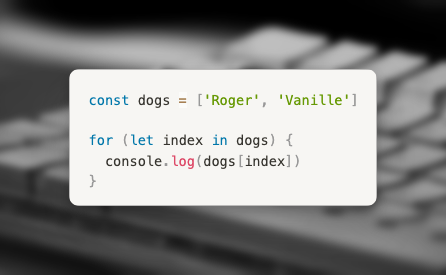 const dogs = ['Roger', 'Vanille']

for (let index in dogs) {
  console.log(dogs[index])
}